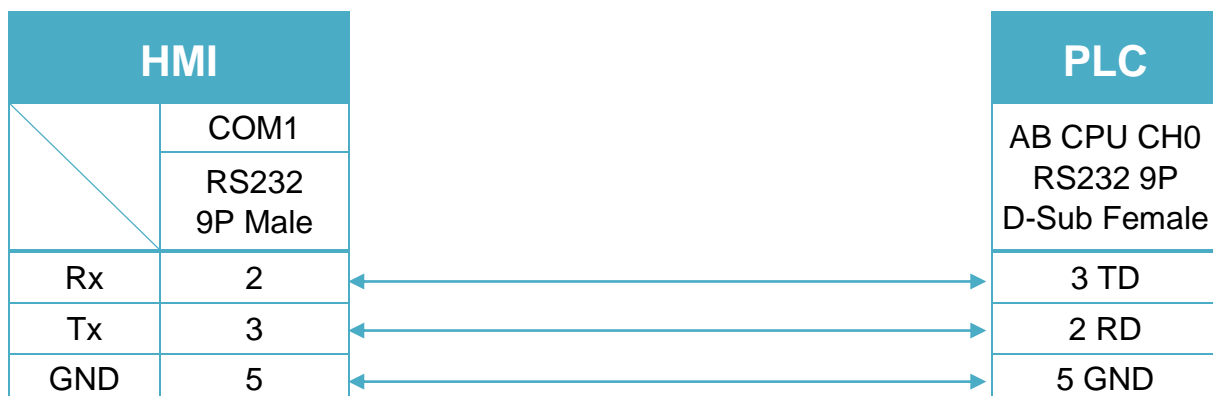 HMI
PLC
COM1
RS232
9P Male
AB CPU CH0
RS232 9P
D-Sub Female
Rx 2 3 TD
Tx 3 2 RD
GND 5 5 GND